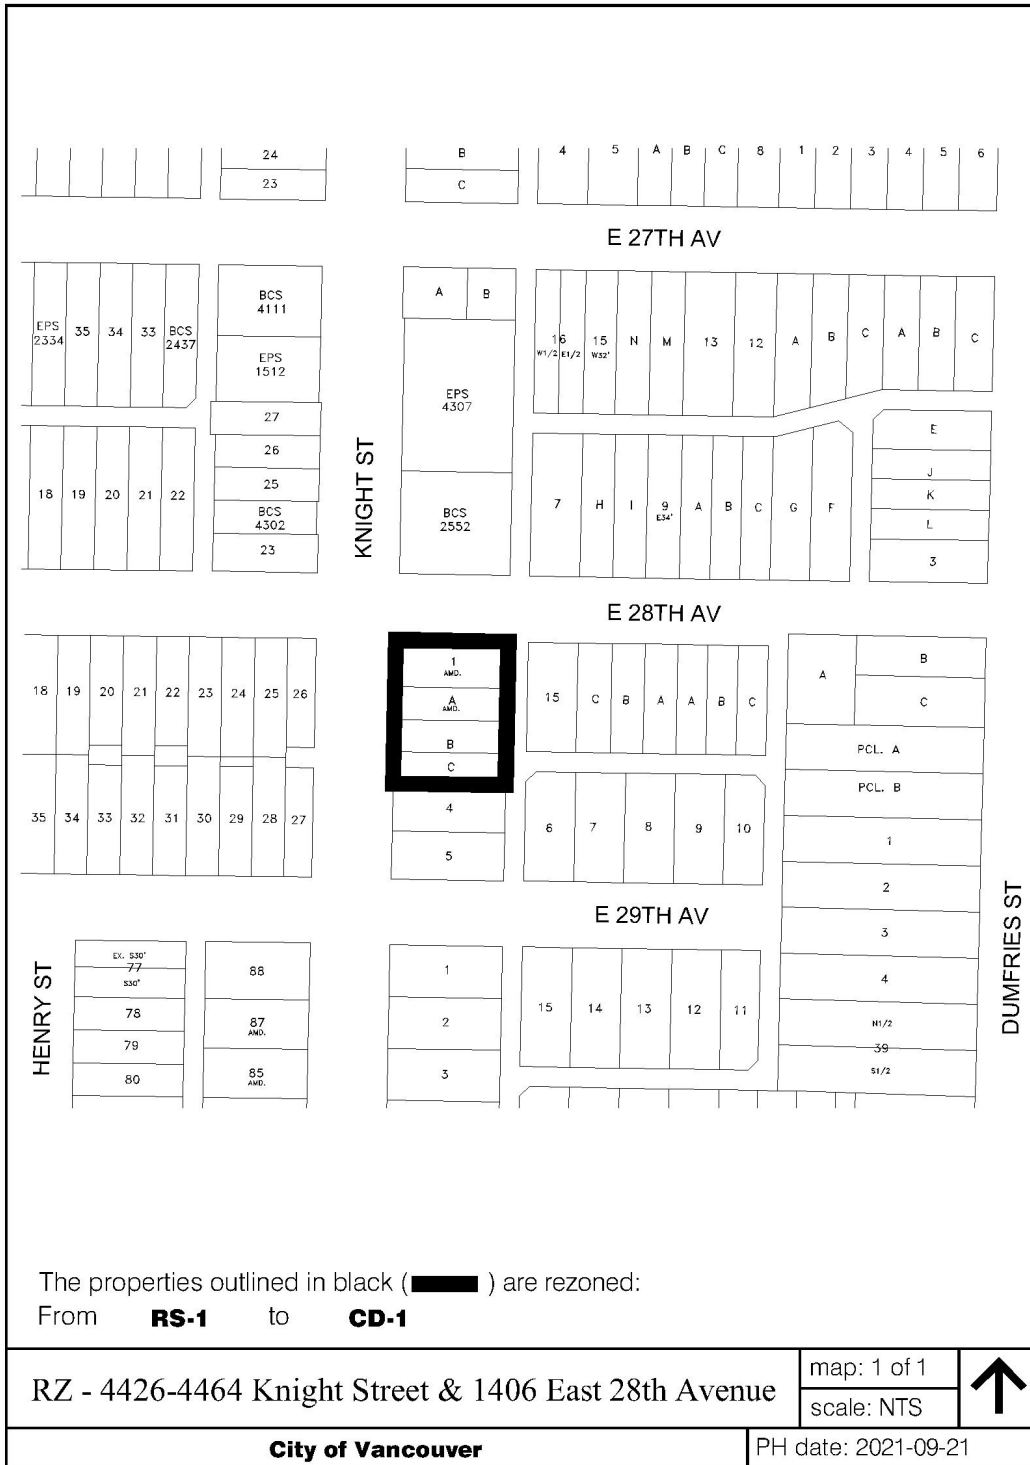 24 B 4 5 A B C 8 1 2 3 4 5 6
23 C
E 27TH AV
BCS
4111
A B
EPS
2334
35 34 33
BCS
2437
EPS
1512
16
W1/2 E1/2
15
W32'
N M 13 12 A B C A B C
EPS
4307
27
26
25
BCS
4302
23
KNIGHT ST
BCS
2552
18 19 20 21 22
7 H I
9
E34'
A B C G F
E
J
K
L
3
E 28TH AV
18 19 20 21 22 23 24 25 26
1
AMD.
A
AMD.
B
C
4
5
15 C B A A B C
A
B
C
PCL. A
PCL. B
1
2
3
4
N1/2
39
S1/2
35 34 33 32 31 30 29 28 27
6 7 8 9 10
E 29TH AV
DUMFRIES ST
HENRY ST
EX. S30'
77
S30'
78
79
80
88
87
AMD.
85
AMD.
1
2
3
15 14 13 12 11
The properties outlined in black ( ) are rezoned:
From RS-1 to CD-1
RZ - 4426-4464 Knight Street & 1406 East 28th Avenue
map: 1 of 1
scale: NTS
City of Vancouver
PH date: 2021-09-21